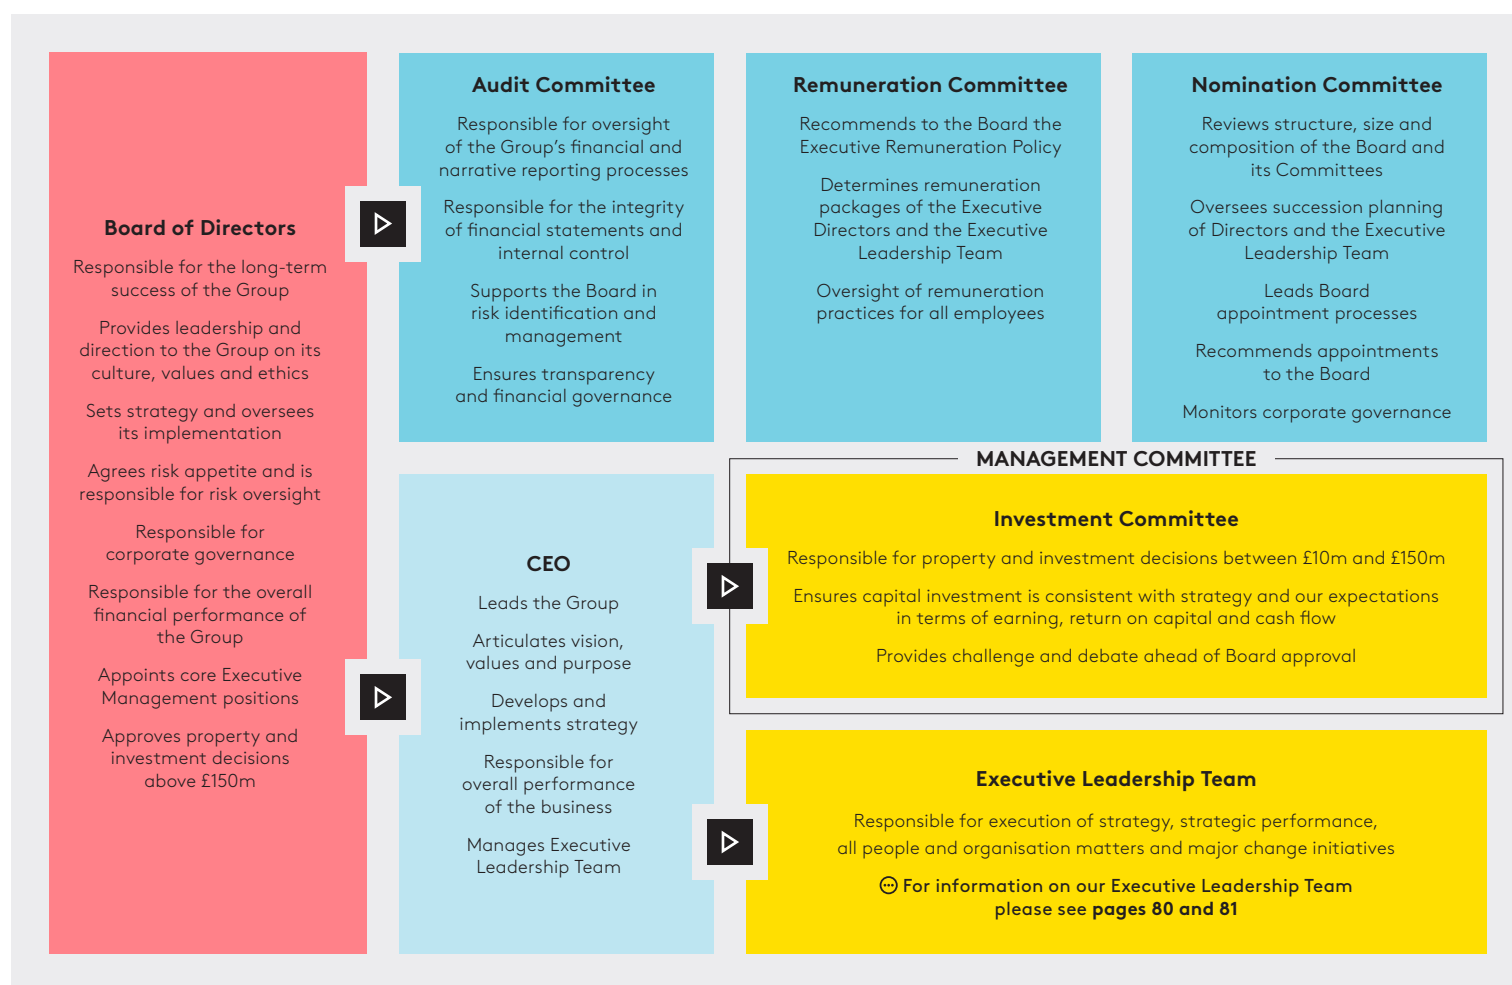 Board of Directors
Responsible for the long-term
success of the Group
Provides leadership and
direction to the Group on its
culture, values and ethics
Sets strategy and oversees
its implementation
Agrees risk appetite and is
responsible for risk oversight
Responsible for
corporate governance
Responsible for the overall
financial performance of
the Group
Appoints core Executive
Management positions
Approves property and
investment decisions
above £150m
Audit Committee
Responsible for oversight
of the Group’s financial and
narrative reporting processes
Responsible for the integrity
of financial statements and
internal control
Supports the Board in
risk identification and
management
Ensures transparency
and financial governance
Remuneration Committee
Recommends to the Board the
Executive Remuneration Policy
Determines remuneration
packages of the Executive
Directors and the Executive
Leadership Team
Oversight of remuneration
practices for all employees
Nomination Committee
Reviews structure, size and
composition of the Board and
its Committees
Oversees succession planning
of Directors and the Executive
Leadership Team
Leads Board
appointment processes
Recommends appointments
to the Board
Monitors corporate governance
CEO
Leads the Group
Articulates vision,
values and purpose
Develops and
implements strategy
Responsible for
overall performance
of the business
Manages Executive
Leadership Team
MANAGEMENT COMMITTEE
Investment Committee
Responsible for property and investment decisions between £10m and £150m
Ensures capital investment is consistent with strategy and our expectations
in terms of earning, return on capital and cash flow
Provides challenge and debate ahead of Board approval
Executive Leadership Team
Responsible for execution of strategy, strategic performance,
all people and organisation matters and major change initiatives
For information on our Executive Leadership Team
please see pages 80 and 81